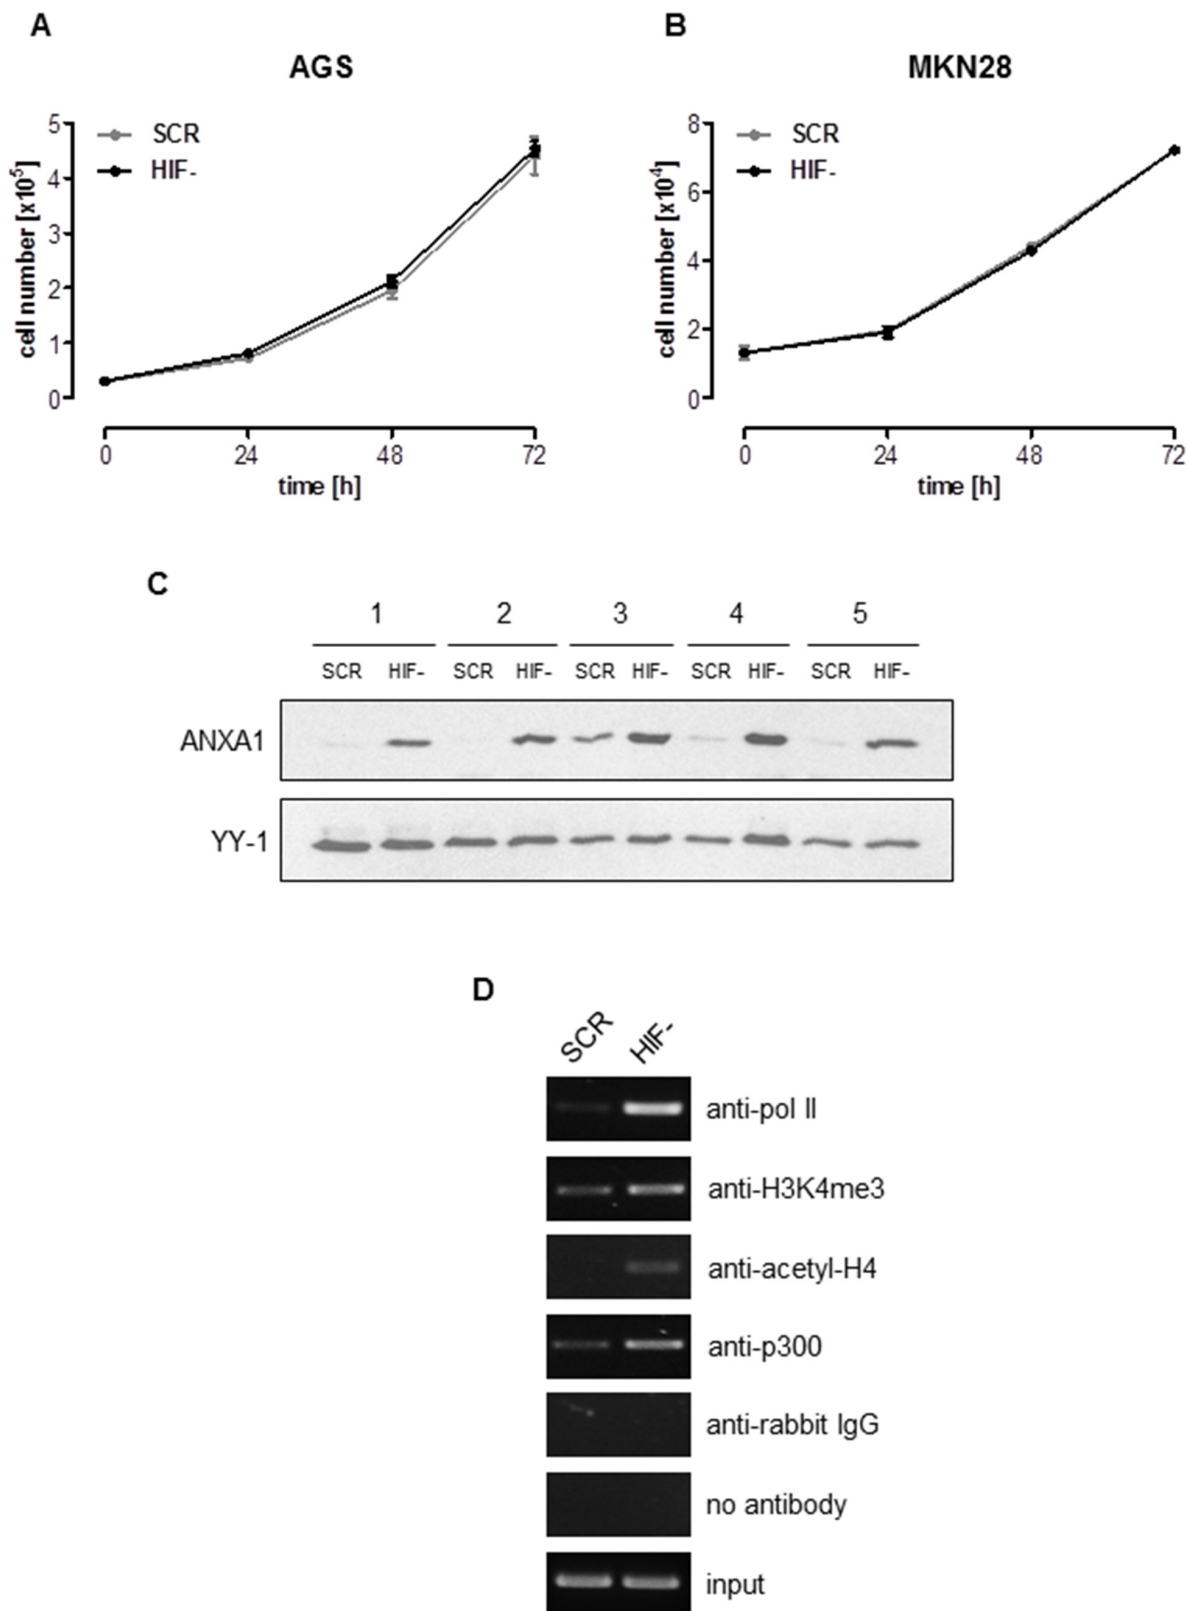 A
B
AGS
MKN28
SCR
HIF-
cell number [x10⁵]
5
4
3
2
1
0
0 24 48 72
time [h]
SCR
HIF-
cell number [x10⁴]
8
6
4
2
0
0 24 48 72
time [h]
C
1 2 3 4 5
SCR HIF- SCR HIF- SCR HIF- SCR HIF- SCR HIF-
ANXA1
YY-1
D
SCR HIF-
anti-pol II
anti-H3K4me3
anti-acetyl-H4
anti-p300
anti-rabbit IgG
no antibody
input